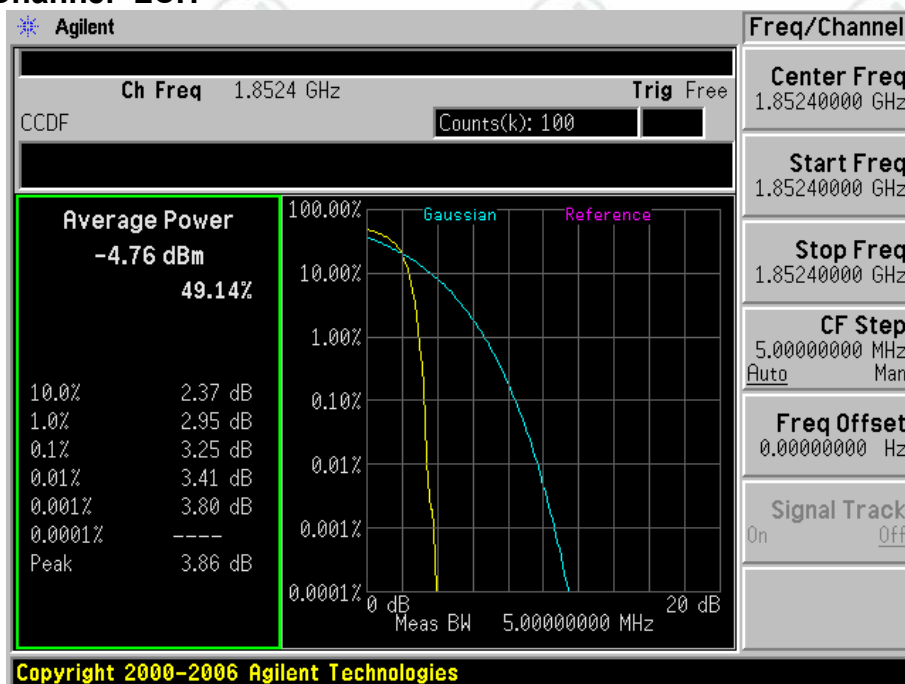 Agilent
Freq/Channel
Ch Freq 1.8524 GHz Trig Free
CCDF Counts(k): 100
Center Freq
1.85240000 GHz
Start Freq
1.85240000 GHz
Stop Freq
1.85240000 GHz
CF Step
5.00000000 MHz
Auto Man
Freq Offset
0.00000000 Hz
Signal Track
On Off
Average Power
-4.76 dBm
49.14%
10.0% 2.37 dB
1.0% 2.95 dB
0.1% 3.25 dB
0.01% 3.41 dB
0.001% 3.80 dB
0.0001% ----
Peak 3.86 dB
Gaussian Reference
100.00%
10.00%
1.00%
0.10%
0.01%
0.001%
0.0001%
0 dB 20 dB
Meas BW 5.00000000 MHz
Copyright 2000-2006 Agilent Technologies